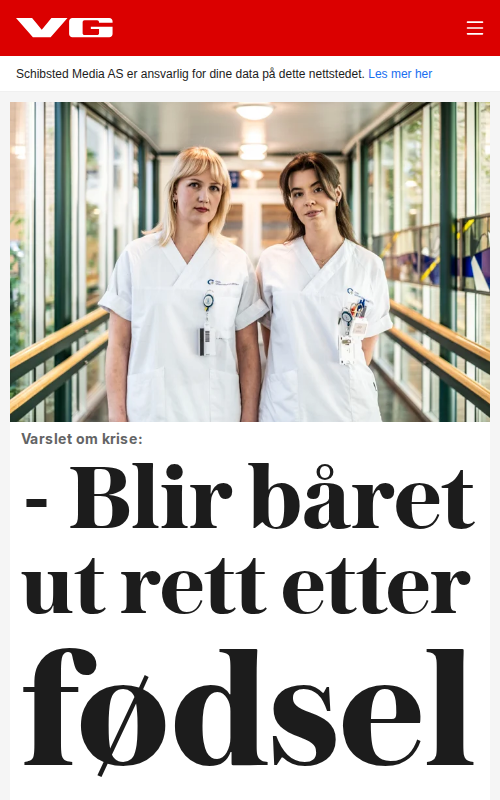 VG
Schibsted Media AS er ansvarlig for dine data på dette nettstedet. Les mer her
Varslet om krise:
- Blir båret
ut rett etter
fødsel